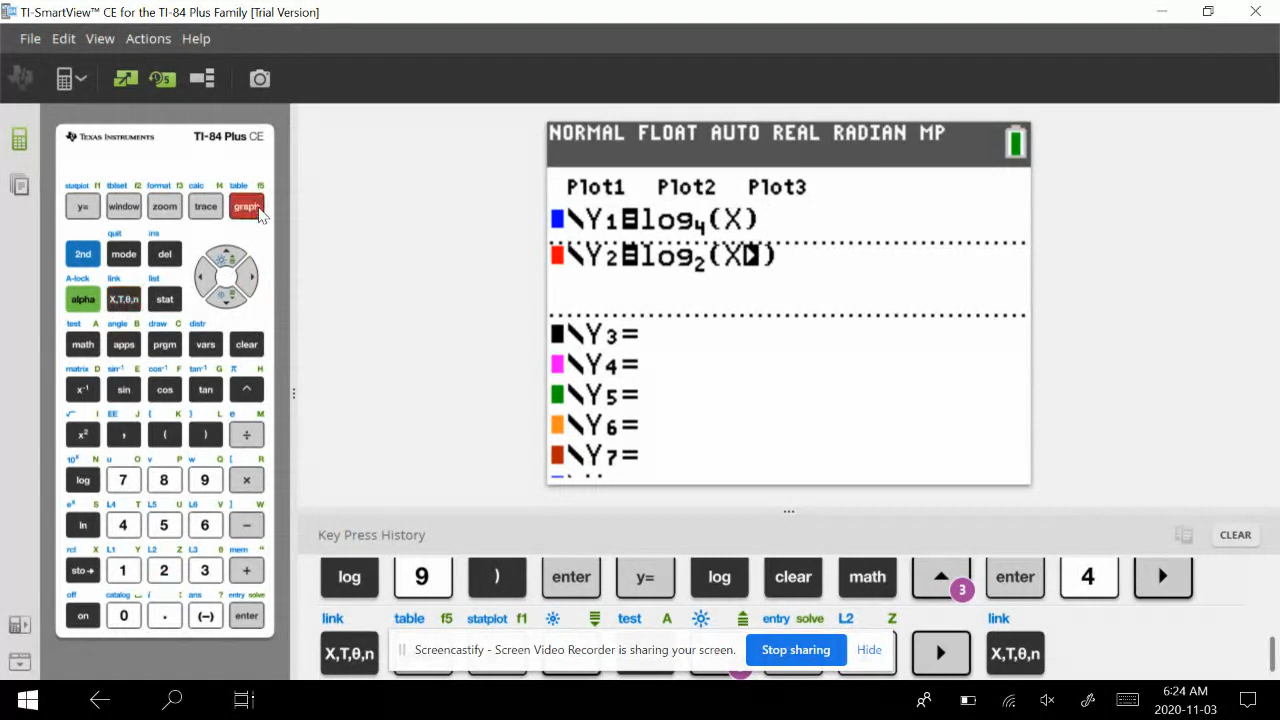 TI-SmartView™ CE for the TI-84 Plus Family [Trial Version]
File Edit View Actions Help
TEXAS INSTRUMENTS TI-84 Plus CE
statplot f1 tblset f2 format f3 calc f4 table f5
y= window zoom trace graph
quit ins
2nd mode del
A-lock link list
alpha X,T,θ,n stat
test A angle B draw C distr
math apps prgm vars clear
matrix D sin⁻¹ E cos⁻¹ F tan⁻¹ G π H
x⁻¹ sin cos tan ^
√ I EE J { K } L e M
x² , ( ) ÷
10ˣ N u O v P w Q [ R
log 7 8 9 ×
eˣ S L4 T L5 U L6 V ] W
ln 4 5 6 −
rcl X L1 Y L2 Z L3 θ mem "
sto→ 1 2 3 +
off catalog ⎵ i : ans ? entry solve
on 0 . (−) enter
NORMAL FLOAT AUTO REAL RADIAN MP
Plot1 Plot2 Plot3
\Y₁=log₄(X)
\Y₂=log₂(X)
\Y₃=
\Y₄=
\Y₅=
\Y₆=
\Y₇=
Key Press History CLEAR
log 9 ) enter y= log clear math 3 enter 4
link table f5 statplot f1 test A entry solve L2 Z link
X,T,θ,n X,T,θ,n
Screencastify - Screen Video Recorder is sharing your screen. Stop sharing Hide
6:24 AM
2020-11-03